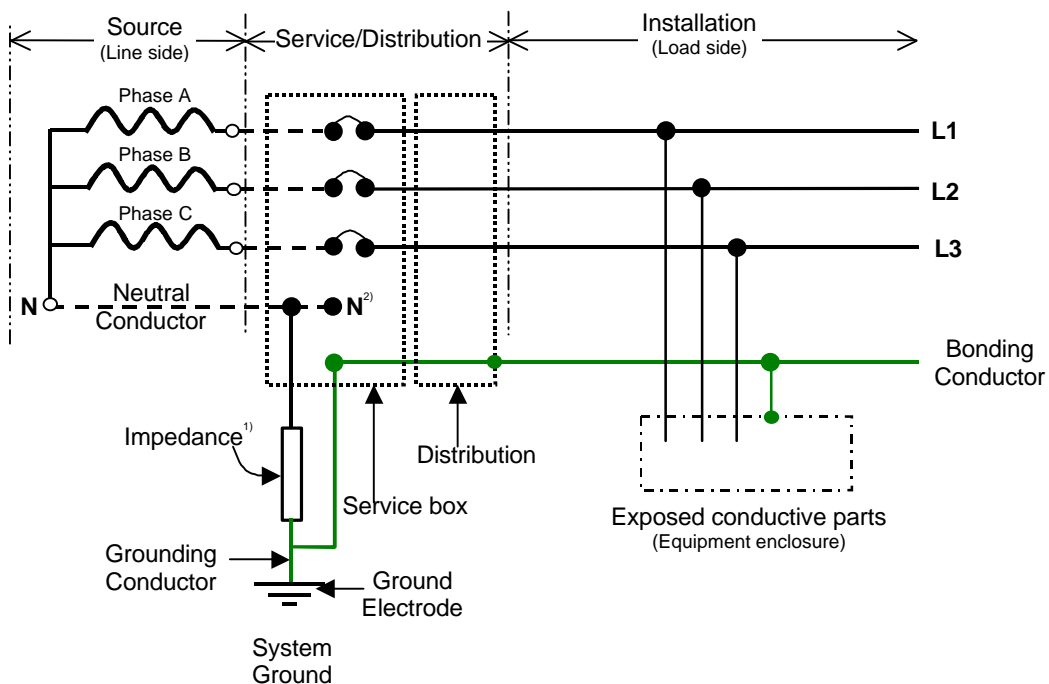 Source
(Line side)
Service/Distribution
Installation
(Load side)
Phase A
L1
Phase B
L2
Phase C
L3
N
Neutral
Conductor
N2)
Bonding
Conductor
Impedance1)
Distribution
Service box
Exposed conductive parts
(Equipment enclosure)
Grounding
Conductor
Ground
Electrode
System
Ground